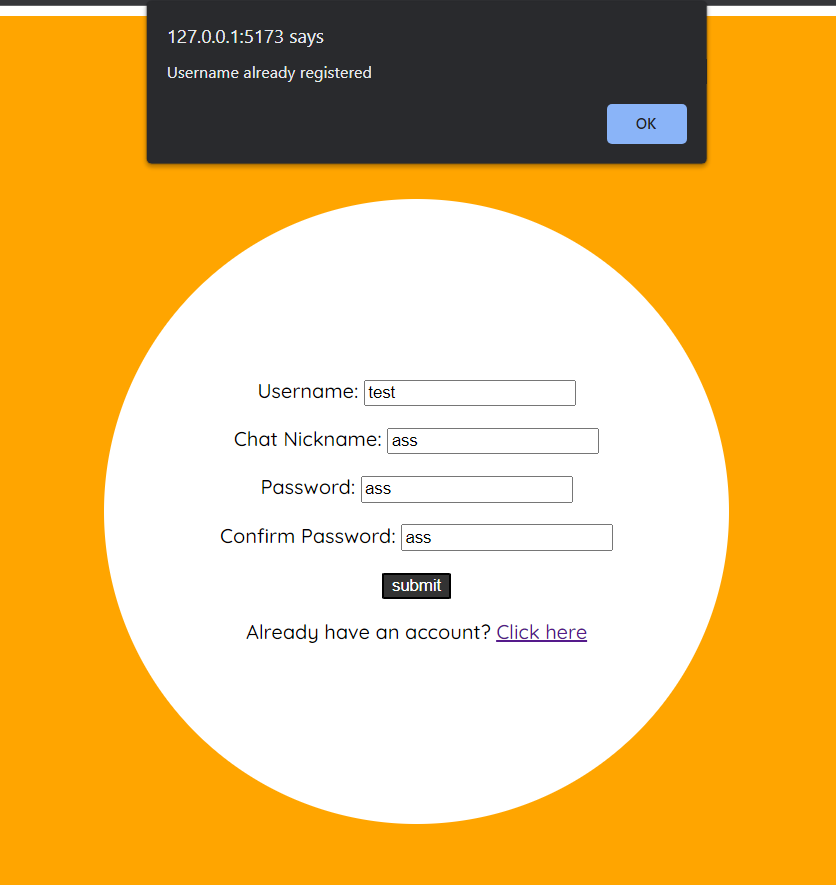 127.0.0.1:5173 says
Username already registered
OK
Username: test
Chat Nickname: ass
Password: ass
Confirm Password: ass
submit
Already have an account? Click here